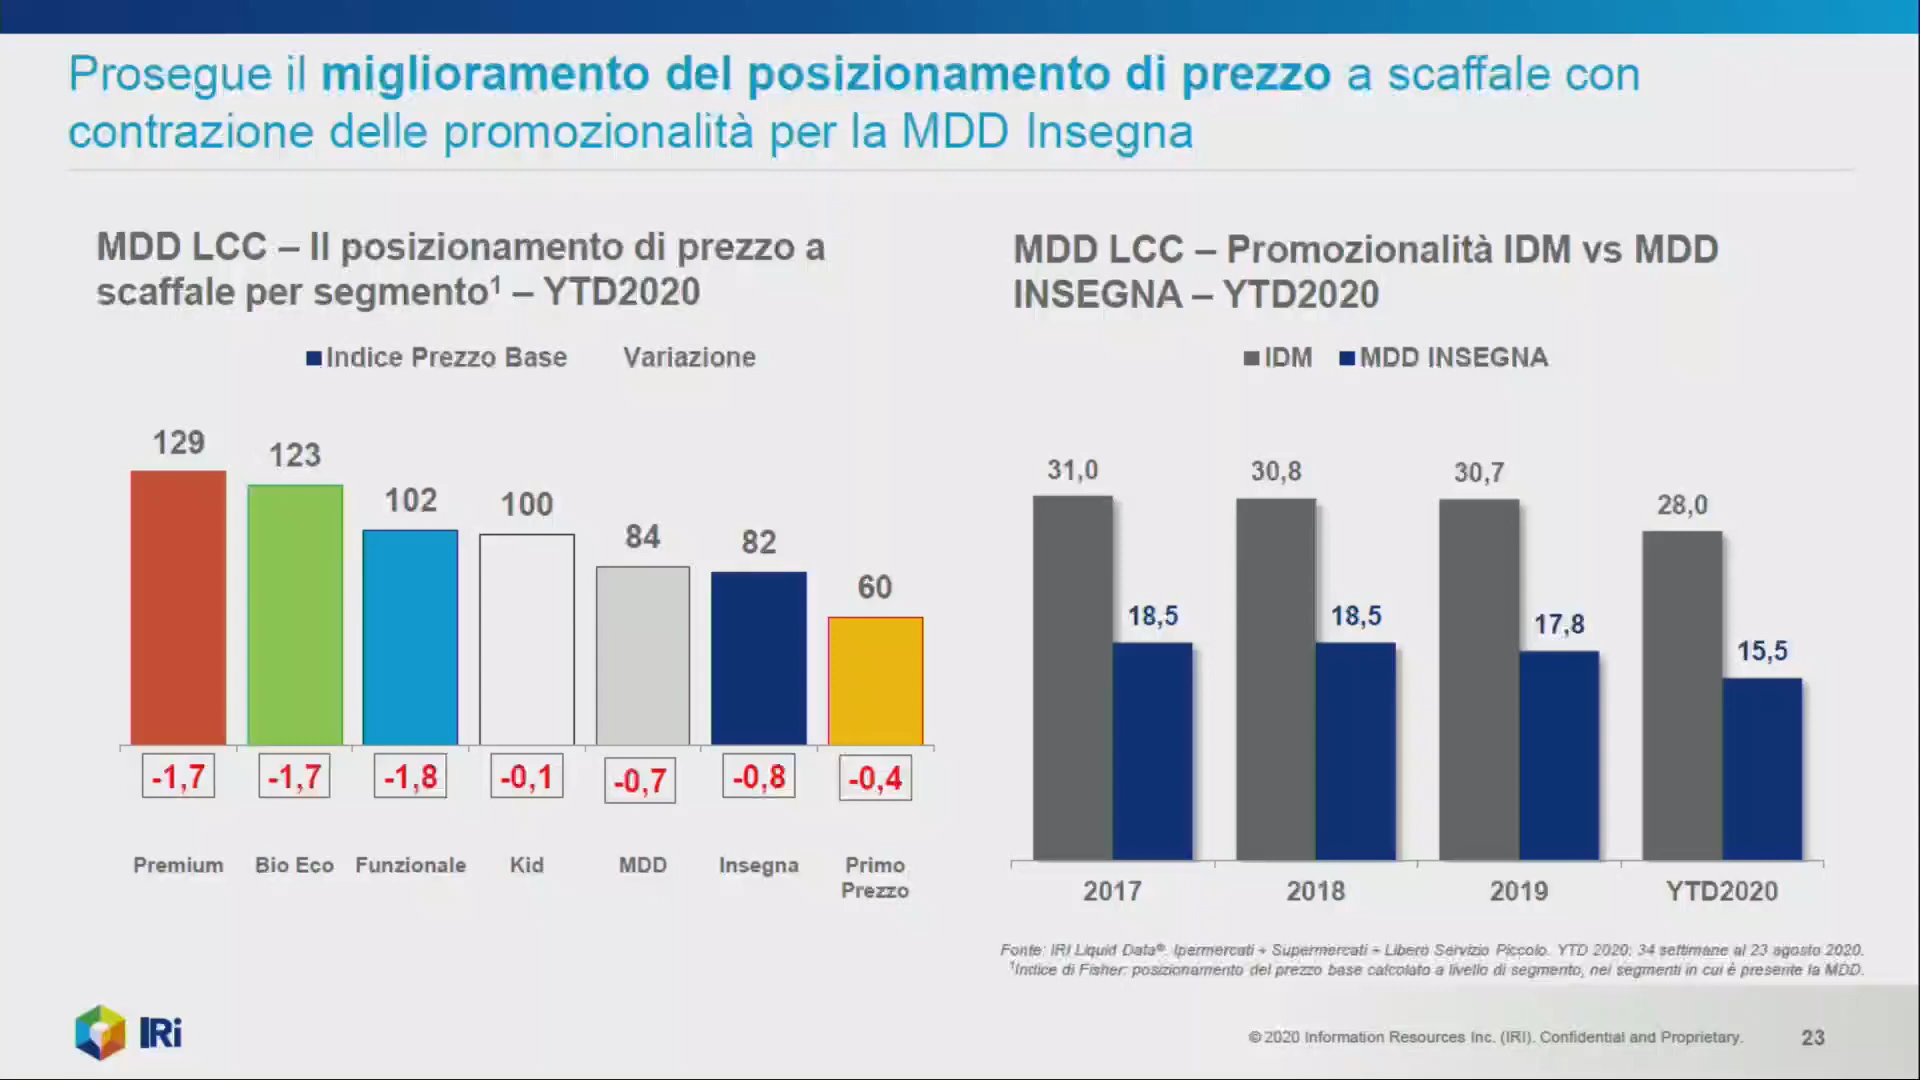 Prosegue il miglioramento del posizionamento di prezzo a scaffale con
contrazione delle promozionalità per la MDD Insegna
MDD LCC – Il posizionamento di prezzo a
scaffale per segmento¹ – YTD2020
Indice Prezzo Base Variazione
129 123 102 100 84 82 60
-1,7 -1,7 -1,8 -0,1 -0,7 -0,8 -0,4
Premium Bio Eco Funzionale Kid MDD Insegna Primo
Prezzo
MDD LCC – Promozionalità IDM vs MDD
INSEGNA – YTD2020
IDM MDD INSEGNA
31,0 18,5 30,8 18,5 30,7 17,8 28,0 15,5
2017 2018 2019 YTD2020
Fonte: IRI Liquid Data®. Ipermercati + Supermercati + Libero Servizio Piccolo. YTD 2020: 34 settimane al 23 agosto 2020.
¹Indice di Fisher: posizionamento del prezzo base calcolato a livello di segmento, nei segmenti in cui è presente la MDD.
IRi
© 2020 Information Resources Inc. (IRI). Confidential and Proprietary.
23